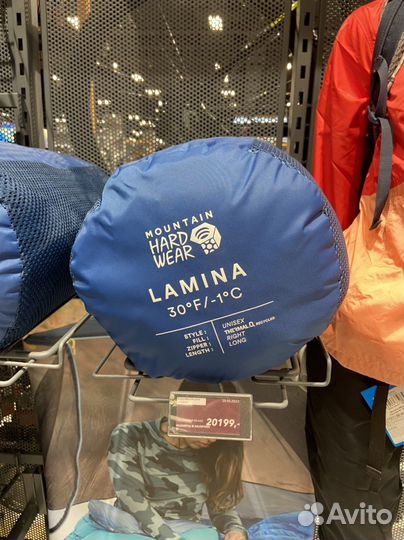 MOUNTAIN
HARD
WEAR
LAMINA
30°F/-1°C
STYLE : UNISEX
FILL : THERMAL.Q RECYCLED
ZIPPER : RIGHT
LENGTH : LONG
20199,-
Avito